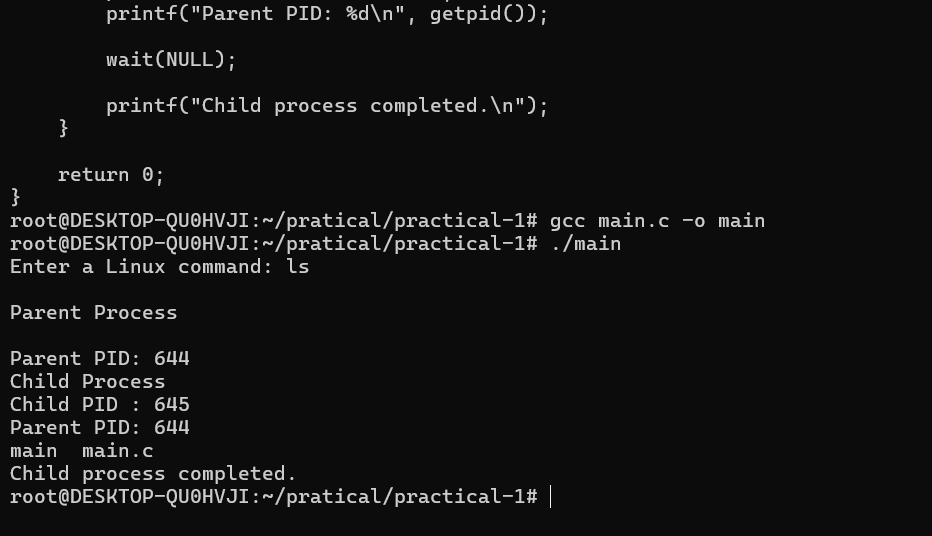 printf("Parent PID: %d\n", getpid());

        wait(NULL);

        printf("Child process completed.\n");
    }

    return 0;
}
root@DESKTOP-QU0HVJI:~/pratical/practical-1# gcc main.c -o main
root@DESKTOP-QU0HVJI:~/pratical/practical-1# ./main
Enter a Linux command: ls

Parent Process

Parent PID: 644
Child Process
Child PID : 645
Parent PID: 644
main  main.c
Child process completed.
root@DESKTOP-QU0HVJI:~/pratical/practical-1#